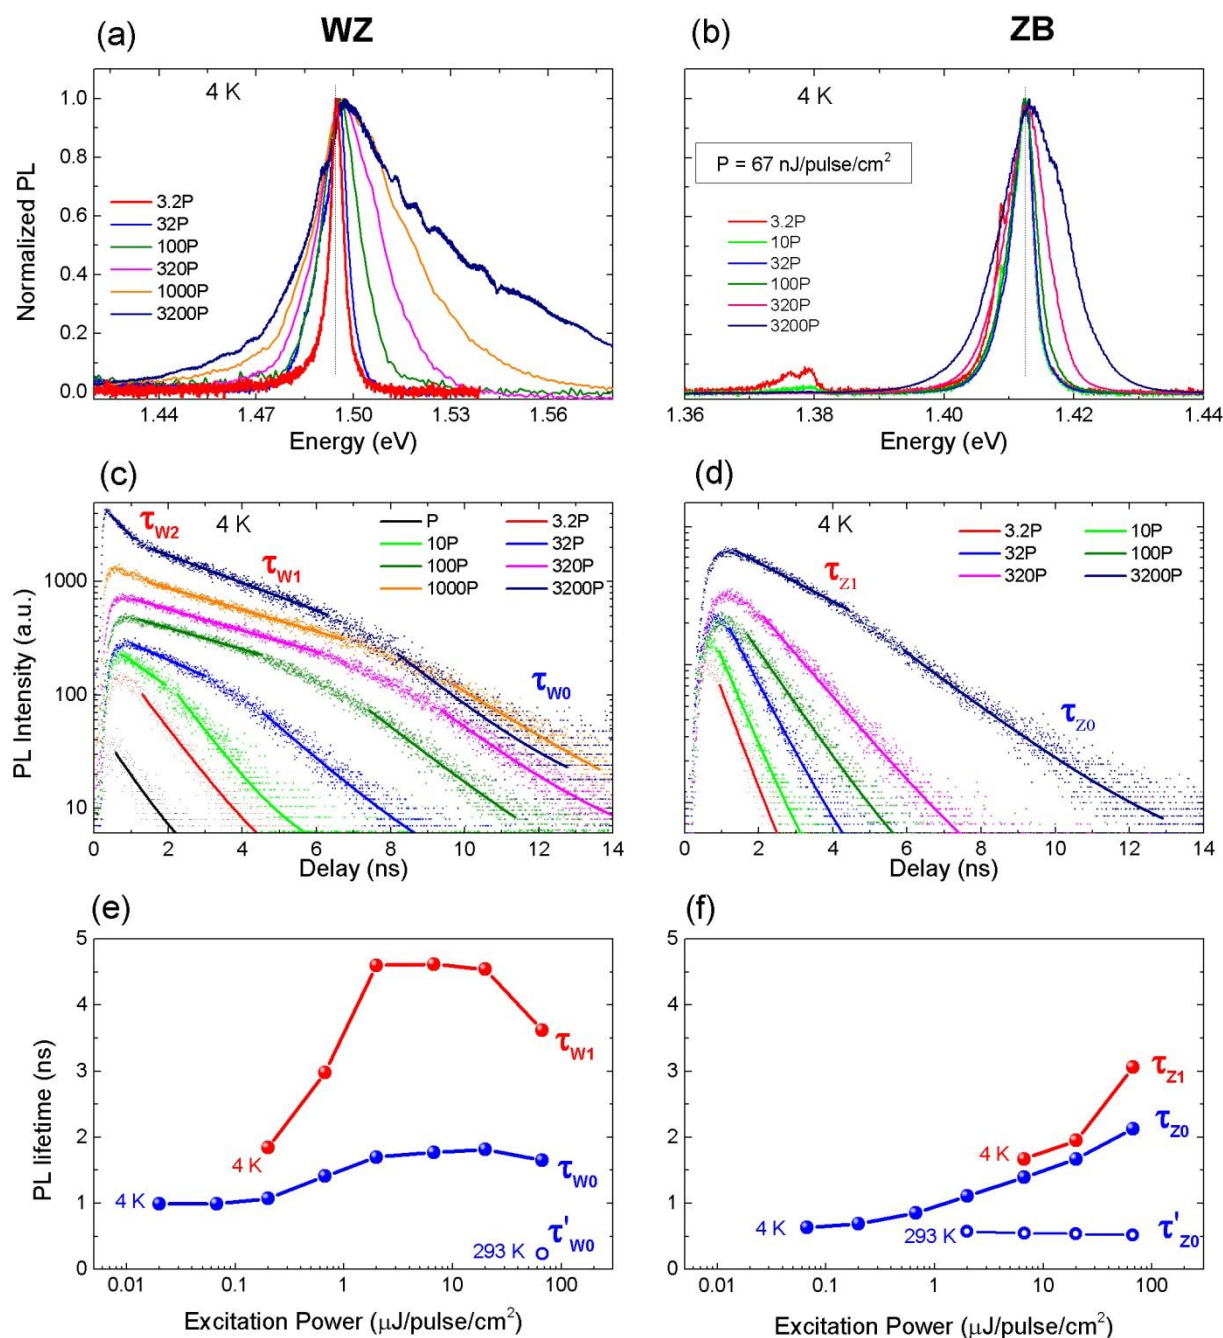 (a) WZ
4 K
1.0
0.8
0.6
0.4
0.2
0.0
Normalized PL
3.2P
32P
100P
320P
1000P
3200P
1.44 1.47 1.50 1.53 1.56
Energy (eV)
(b) ZB
4 K
P = 67 nJ/pulse/cm²
3.2P
10P
32P
100P
320P
3200P
1.36 1.38 1.40 1.42 1.44
Energy (eV)
(c)
τW2
4 K
τW1
τW0
P 3.2P
10P 32P
100P 320P
1000P 3200P
1000
100
10
PL Intensity (a.u.)
0 2 4 6 8 10 12 14
Delay (ns)
(d)
4 K
3.2P 10P
32P 100P
320P 3200P
τZ1
τZ0
0 2 4 6 8 10 12 14
Delay (ns)
(e)
5
4
3
2
1
0
PL lifetime (ns)
τW1
4 K
τW0
4 K
τ'W0
293 K
0.01 0.1 1 10 100
Excitation Power (μJ/pulse/cm²)
(f)
5
4
3
2
1
0
τZ1
4 K
τZ0
4 K
τ'Z0
293 K
0.01 0.1 1 10 100
Excitation Power (μJ/pulse/cm²)